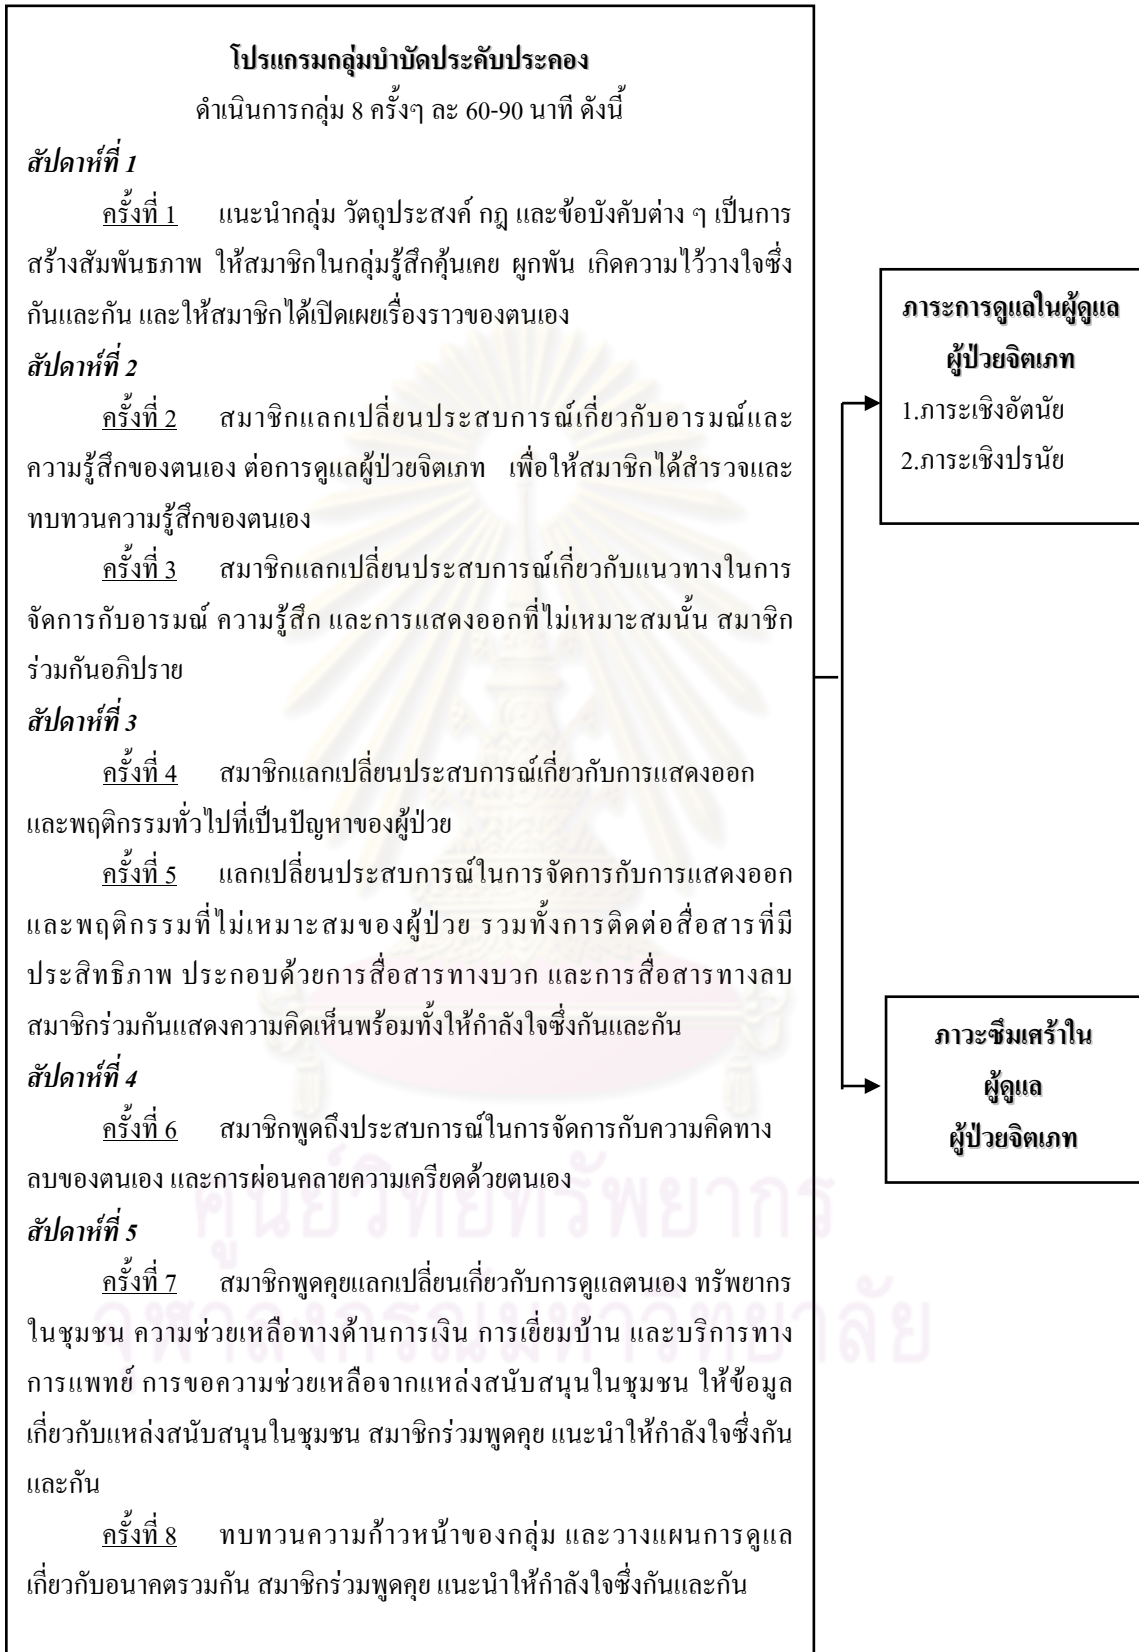 โปรแกรมกลุ่มบำบัดประคับประคอง
ดำเนินการกลุ่ม 8 ครั้งๆ ละ 60-90 นาที ดังนี้
สัปดาห์ที่ 1
ครั้งที่ 1 แนะนำกลุ่ม วัตถุประสงค์ กฎ และข้อบังคับต่าง ๆ เป็นการ
สร้างสัมพันธภาพ ให้สมาชิกในกลุ่มรู้สึกคุ้นเคย ผูกพัน เกิดความไว้วางใจซึ่ง
กันและกัน และให้สมาชิกได้เปิดเผยเรื่องราวของตนเอง
สัปดาห์ที่ 2
ครั้งที่ 2 สมาชิกแลกเปลี่ยนประสบการณ์เกี่ยวกับอารมณ์และ
ความรู้สึกของตนเอง ต่อการดูแลผู้ป่วยจิตเภท เพื่อให้สมาชิกได้สำรวจและ
ทบทวนความรู้สึกของตนเอง
ครั้งที่ 3 สมาชิกแลกเปลี่ยนประสบการณ์เกี่ยวกับแนวทางในการ
จัดการกับอารมณ์ ความรู้สึก และการแสดงออกที่ไม่เหมาะสมนั้น สมาชิก
ร่วมกันอภิปราย
สัปดาห์ที่ 3
ครั้งที่ 4 สมาชิกแลกเปลี่ยนประสบการณ์เกี่ยวกับการแสดงออก
และพฤติกรรมทั่วไปที่เป็นปัญหาของผู้ป่วย
ครั้งที่ 5 แลกเปลี่ยนประสบการณ์ในการจัดการกับการแสดงออก
และพฤติกรรมที่ไม่เหมาะสมของผู้ป่วย รวมทั้งการติดต่อสื่อสารที่มี
ประสิทธิภาพ ประกอบด้วยการสื่อสารทางบวก และการสื่อสารทางลบ
สมาชิกร่วมกันแสดงความคิดเห็นพร้อมทั้งให้กำลังใจซึ่งกันและกัน
สัปดาห์ที่ 4
ครั้งที่ 6 สมาชิกพูดถึงประสบการณ์ในการจัดการกับความคิดทาง
ลบของตนเอง และการผ่อนคลายความเครียดด้วยตนเอง
สัปดาห์ที่ 5
ครั้งที่ 7 สมาชิกพูดคุยแลกเปลี่ยนเกี่ยวกับการดูแลตนเอง ทรัพยากร
ในชุมชน ความช่วยเหลือทางด้านการเงิน การเยี่ยมบ้าน และบริการทาง
การแพทย์ การขอความช่วยเหลือจากแหล่งสนับสนุนในชุมชน ให้ข้อมูล
เกี่ยวกับแหล่งสนับสนุนในชุมชน สมาชิกร่วมพูดคุย แนะนำให้กำลังใจซึ่งกัน
และกัน
ครั้งที่ 8 ทบทวนความก้าวหน้าของกลุ่ม และวางแผนการดูแล
เกี่ยวกับอนาคตรวมกัน สมาชิกร่วมพูดคุย แนะนำให้กำลังใจซึ่งกันและกัน
ภาระการดูแลในผู้ดูแล
ผู้ป่วยจิตเภท
1.ภาระเชิงอัตนัย
2.ภาระเชิงปรนัย
ภาวะซึมเศร้าใน
ผู้ดูแล
ผู้ป่วยจิตเภท
ศูนย์วิทยทรัพยากร
จุฬาลงกรณ์มหาวิทยาลัย